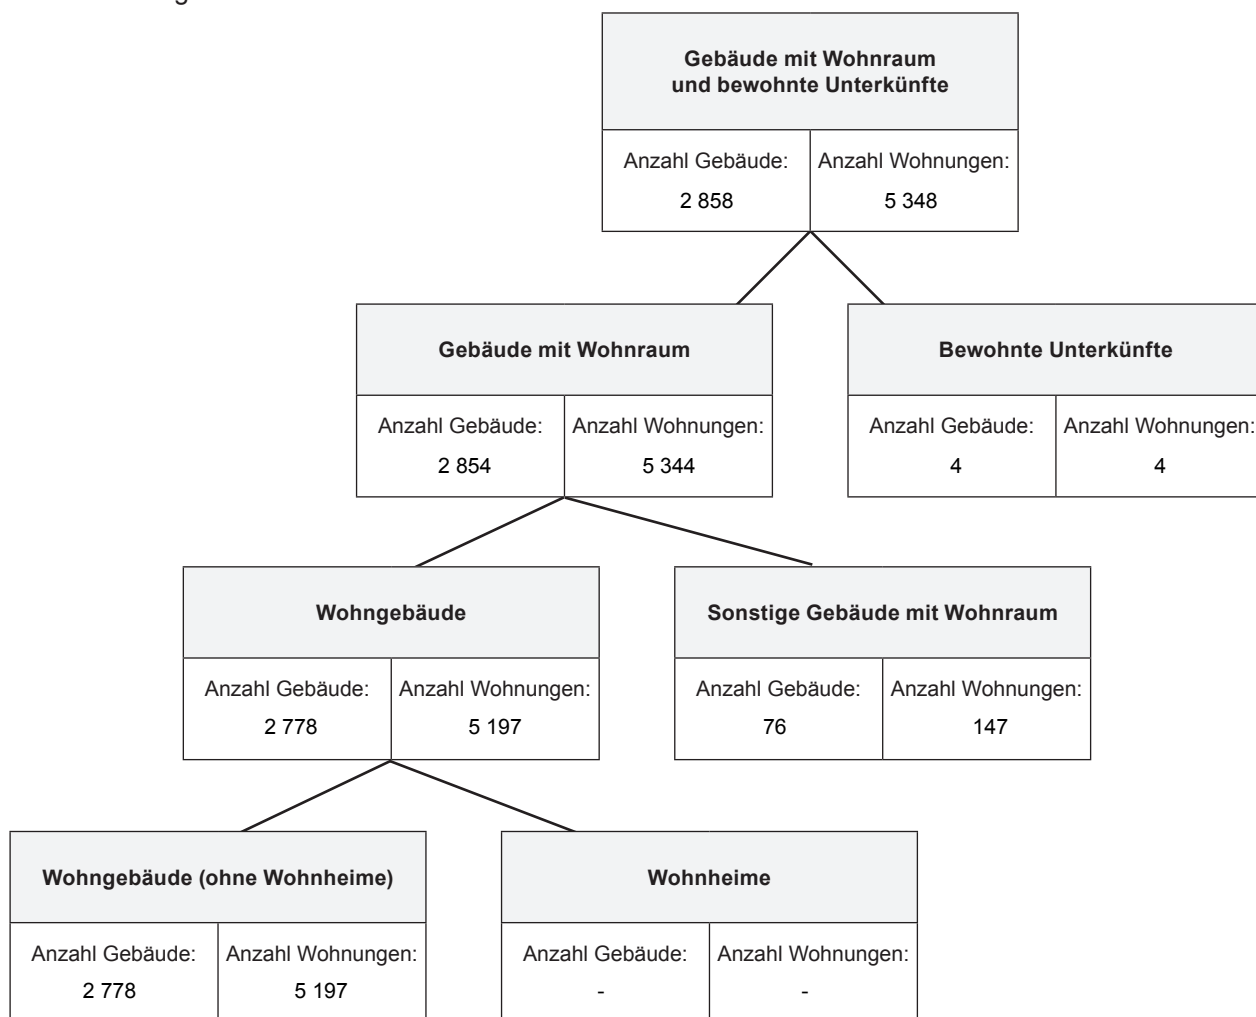 Gebäude mit Wohnraum
und bewohnte Unterkünfte
Anzahl Gebäude: Anzahl Wohnungen:
2 858 5 348
Gebäude mit Wohnraum Bewohnte Unterkünfte
Anzahl Gebäude: Anzahl Wohnungen: Anzahl Gebäude: Anzahl Wohnungen:
2 854 5 344 4 4
Wohngebäude Sonstige Gebäude mit Wohnraum
Anzahl Gebäude: Anzahl Wohnungen: Anzahl Gebäude: Anzahl Wohnungen:
2 778 5 197 76 147
Wohngebäude (ohne Wohnheime) Wohnheime
Anzahl Gebäude: Anzahl Wohnungen: Anzahl Gebäude: Anzahl Wohnungen:
2 778 5 197 - -